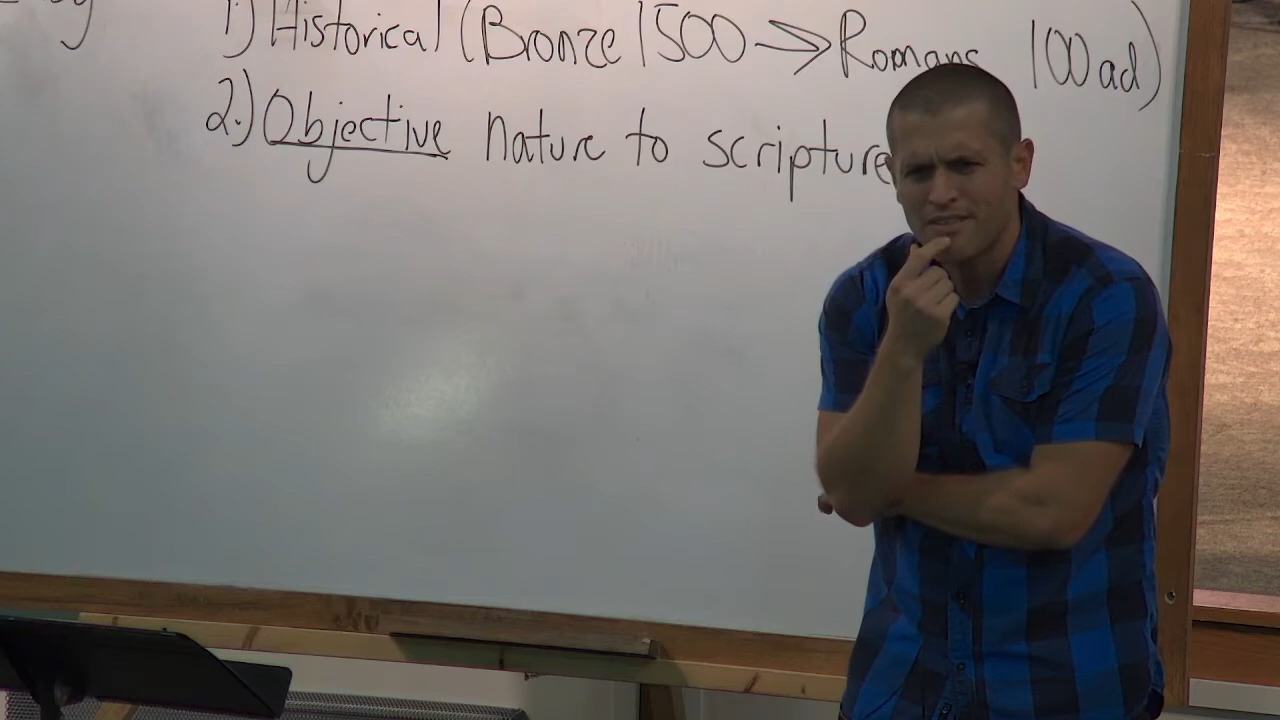 1) Historical (Bronze 1500 → Romans 100 ad)
2.) Objective nature to scripture